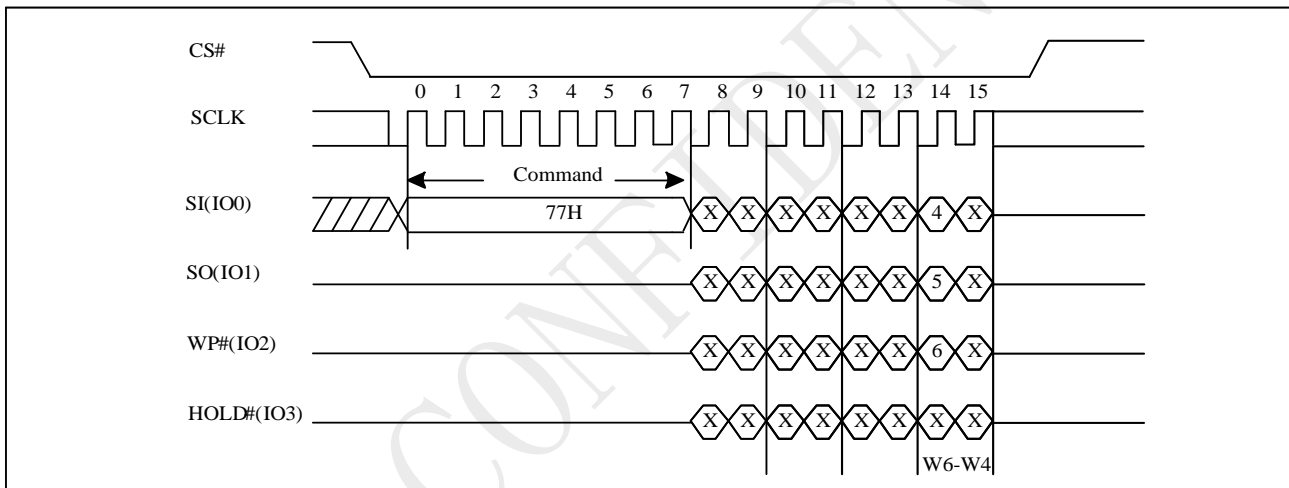 CONFIDEN
CS#
0 1 2 3 4 5 6 7 8 9 10 11 12 13 14 15
SCLK
Command
SI(IO0)
77H
X X X X X X 4 X
SO(IO1)
X X X X X X 5 X
WP#(IO2)
X X X X X X 6 X
HOLD#(IO3)
X X X X X X X X
W6-W4